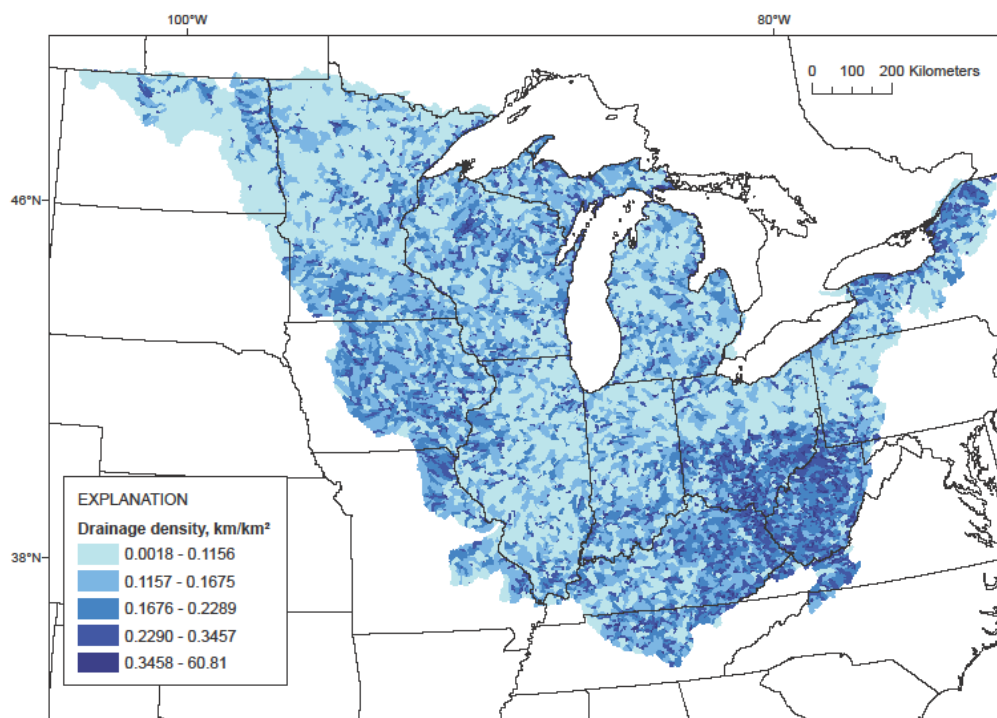 100°W
80°W
0 100 200 Kilometers
46°N
38°N
EXPLANATION
Drainage density, km/km²
0.0018 - 0.1156
0.1157 - 0.1675
0.1676 - 0.2289
0.2290 - 0.3457
0.3458 - 60.81